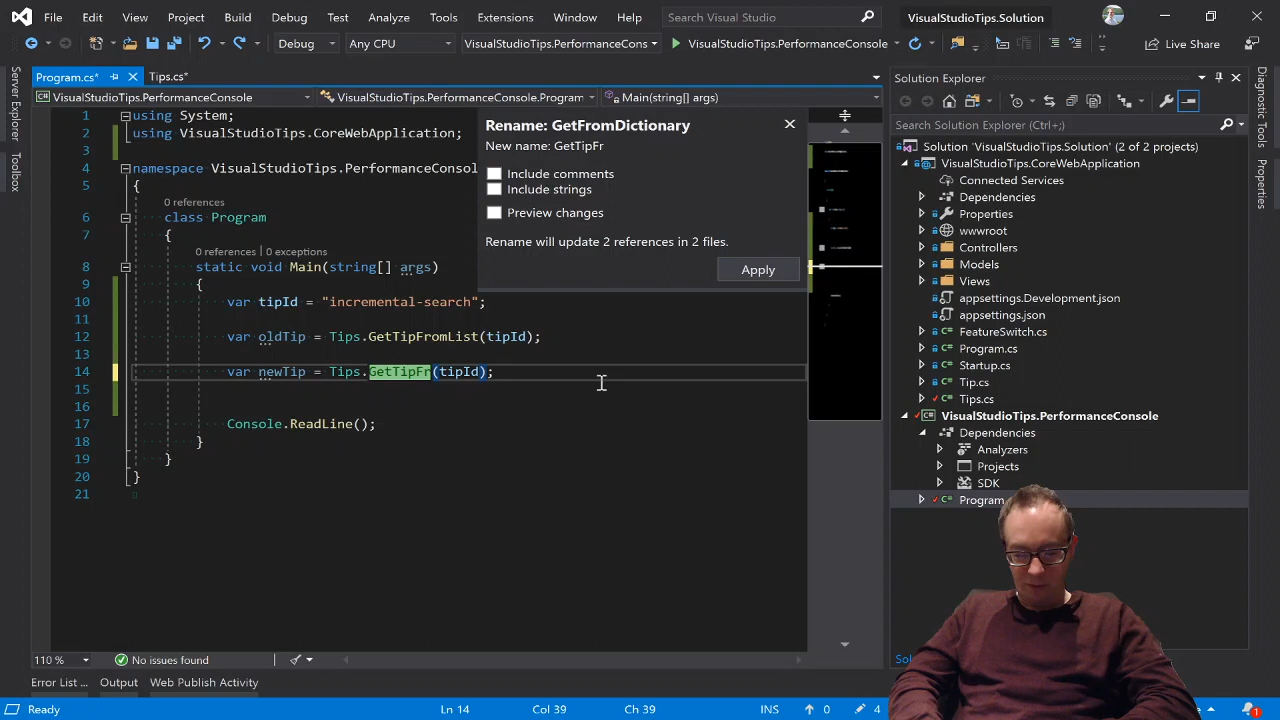 File Edit View Project Build Debug Test Analyze Tools Extensions Window Help Search Visual Studio VisualStudioTips.Solution
Debug Any CPU VisualStudioTips.PerformanceCons VisualStudioTips.PerformanceConsole Live Share
Server Explorer
Toolbox
Program.cs* Tips.cs*
VisualStudioTips.PerformanceConsole VisualStudioTips.PerformanceConsole.Program Main(string[] args)
1 using System;
2 using VisualStudioTips.CoreWebApplication;
3
4 namespace VisualStudioTips.PerformanceConsol
5 {
0 references
6 class Program
7 {
0 references | 0 exceptions
8 static void Main(string[] args)
9 {
10 var tipId = "incremental-search";
11
12 var oldTip = Tips.GetTipFromList(tipId);
13
14 var newTip = Tips.GetTipFr(tipId);
15
16
17 Console.ReadLine();
18 }
19 }
20 }
21
Rename: GetFromDictionary
New name: GetTipFr
Include comments
Include strings
Preview changes
Rename will update 2 references in 2 files.
Apply
Solution Explorer
Search Solution Explorer (Ctrl+;)
Solution 'VisualStudioTips.Solution' (2 of 2 projects)
VisualStudioTips.CoreWebApplication
Connected Services
Dependencies
Properties
wwwroot
Controllers
Models
Views
appsettings.Development.json
appsettings.json
FeatureSwitch.cs
Program.cs
Startup.cs
Tip.cs
Tips.cs
VisualStudioTips.PerformanceConsole
Dependencies
Analyzers
Projects
SDK
Program
Diagnostic Tools
Properties
110 % No issues found
Error List ... Output Web Publish Activity
Ready Ln 14 Col 39 Ch 39 INS 0 4 1